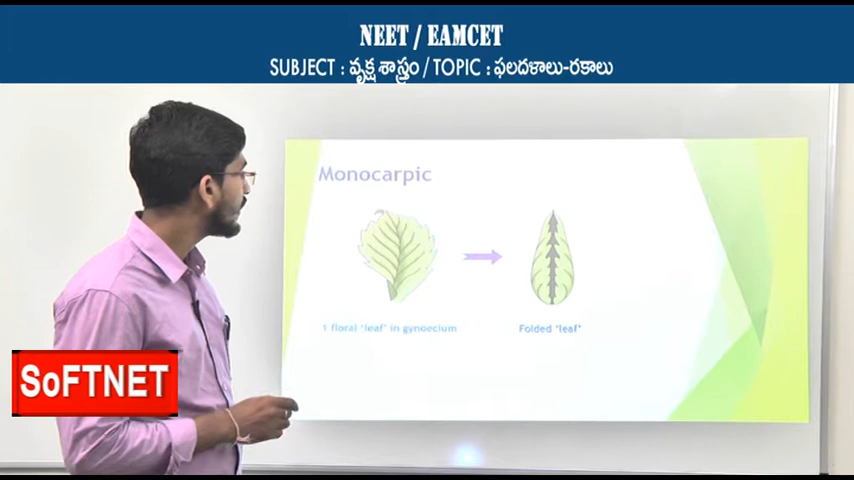 NEET / EAMCET
SUBJECT : వృక్ష శాస్త్రం / TOPIC : ఫలదళాలు-రకాలు
Monocarpic
1 floral 'leaf' in gynoecium
Folded 'leaf'
SoFTNET